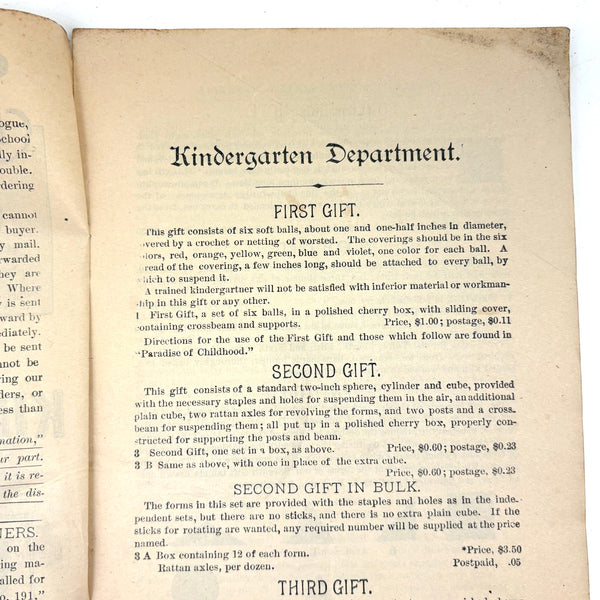 ogue,
School
ouble.
dering
cannot
buyer.
y mail.
orwarded
hey are
Where
y is sent
ward by
ediately.
be sent
nnot be
ring our
ders, or
ess than
mation,"
ur part.
it is re-
the dis-
NERS.
on the
ing ma-
alled for
o. 191,"
Kindergarten Department.
FIRST GIFT.
This gift consists of six soft balls, about one and one-half inches in diameter,
overed by a crochet or netting of worsted. The coverings should be in the six
olors, red, orange, yellow, green, blue and violet, one color for each ball. A
read of the covering, a few inches long, should be attached to every ball, by
which to suspend it.
A trained kindergartner will not be satisfied with inferior material or workman-
ship in this gift or any other.
1 First Gift, a set of six balls, in a polished cherry box, with sliding cover,
containing crossbeam and supports. Price, $1.00; postage, $0.11
Directions for the use of the First Gift and those which follow are found in
"Paradise of Childhood."
SECOND GIFT.
This gift consists of a standard two-inch sphere, cylinder and cube, provided
with the necessary staples and holes for suspending them in the air, an additional
plain cube, two rattan axles for revolving the forms, and two posts and a cross-
beam for suspending them; all put up in a polished cherry box, properly con-
structed for supporting the posts and beam.
3 Second Gift, one set in a box, as above. Price, $0.60; postage, $0.23
3 B Same as above, with cone in place of the extra cube.
Price, $0.60; postage, $0.23
SECOND GIFT IN BULK.
The forms in this set are provided with the staples and holes as in the inde-
pendent sets, but there are no sticks, and there is no extra plain cube. If the
sticks for rotating are wanted, any required number will be supplied at the price
named.
3 A Box containing 12 of each form. *Price, $3.50
Rattan axles, per dozen. Postpaid, .05
THIRD GIFT.